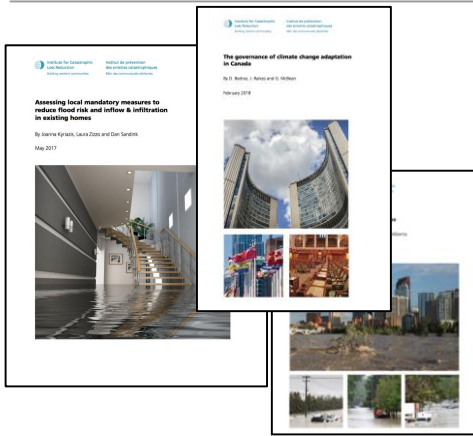 Institute for Catastrophic
Loss Reduction
Building resilient communities
Institut de prévention
des sinistres catastrophiques
Bâtir des communautés résilientes
Assessing local mandatory measures to
reduce flood risk and inflow & infiltration
in existing homes
By Joanna Kyriazis, Laura Zizzo and Dan Sandink
May 2017
Institute for Catastrophic
Loss Reduction
Building resilient communities
Institut de prévention
des sinistres catastrophiques
Bâtir des communautés résilientes
The governance of climate change adaptation
in Canada
By D. Bednar, J. Raikes and G. McBean
February 2018